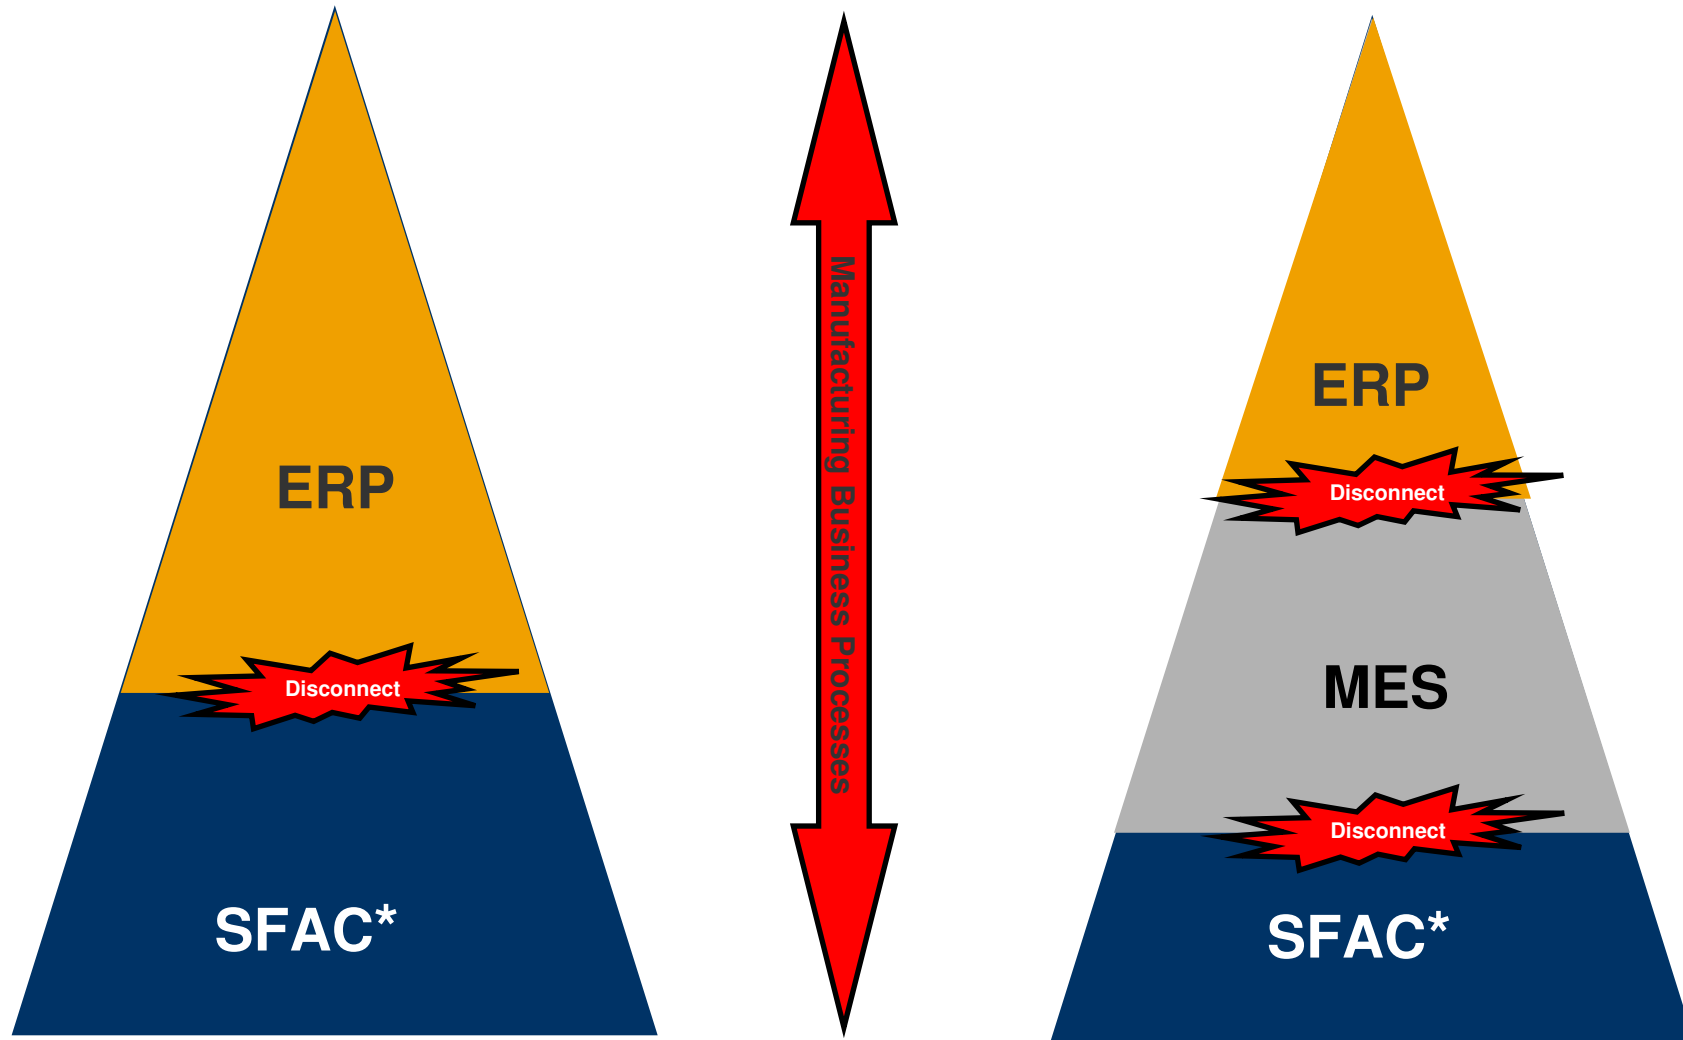 ERP
Disconnect
SFAC*
Manufacturing Business Processes
ERP
Disconnect
MES
Disconnect
SFAC*